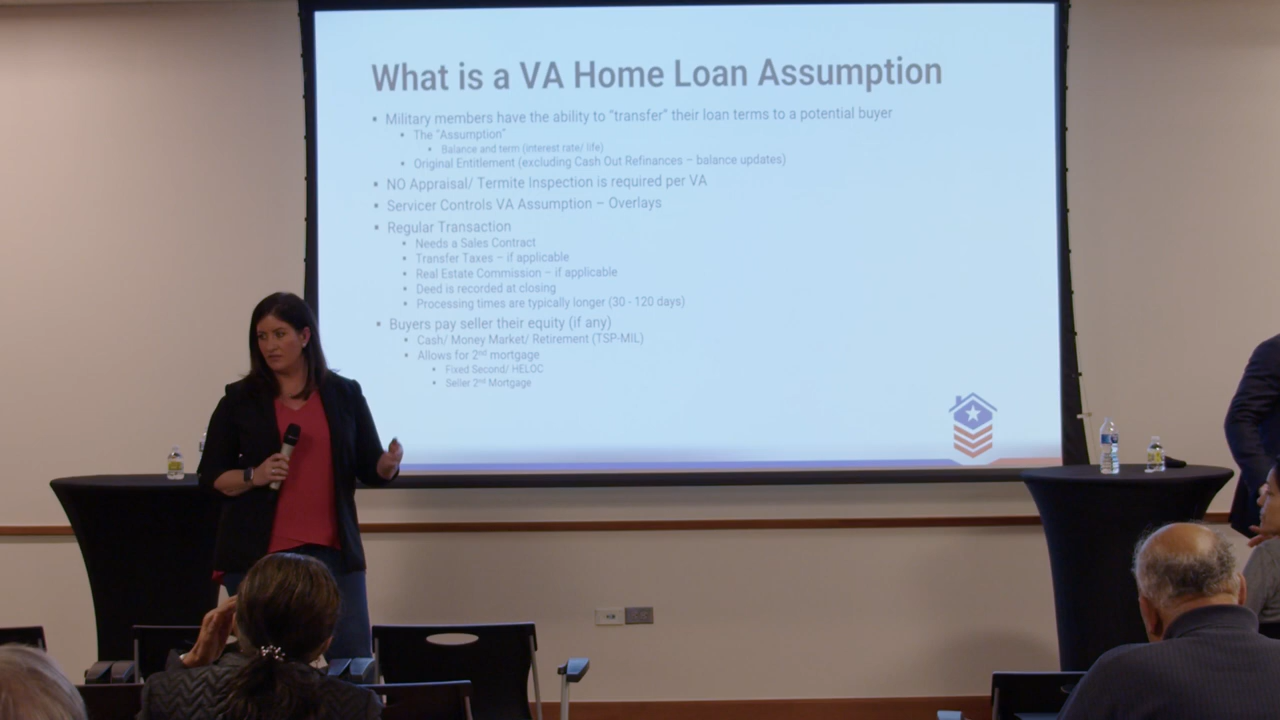 What is a VA Home Loan Assumption
▪ Military members have the ability to “transfer” their loan terms to a potential buyer
▪ The “Assumption”
▪ Balance and term (interest rate/ life)
▪ Original Entitlement (excluding Cash Out Refinances – balance updates)
▪ NO Appraisal/ Termite Inspection is required per VA
▪ Servicer Controls VA Assumption – Overlays
▪ Regular Transaction
▪ Needs a Sales Contract
▪ Transfer Taxes – if applicable
▪ Real Estate Commission – if applicable
▪ Deed is recorded at closing
▪ Processing times are typically longer (30 - 120 days)
▪ Buyers pay seller their equity (if any)
▪ Cash/ Money Market/ Retirement (TSP-MIL)
▪ Allows for 2nd mortgage
▪ Fixed Second/ HELOC
▪ Seller 2nd Mortgage